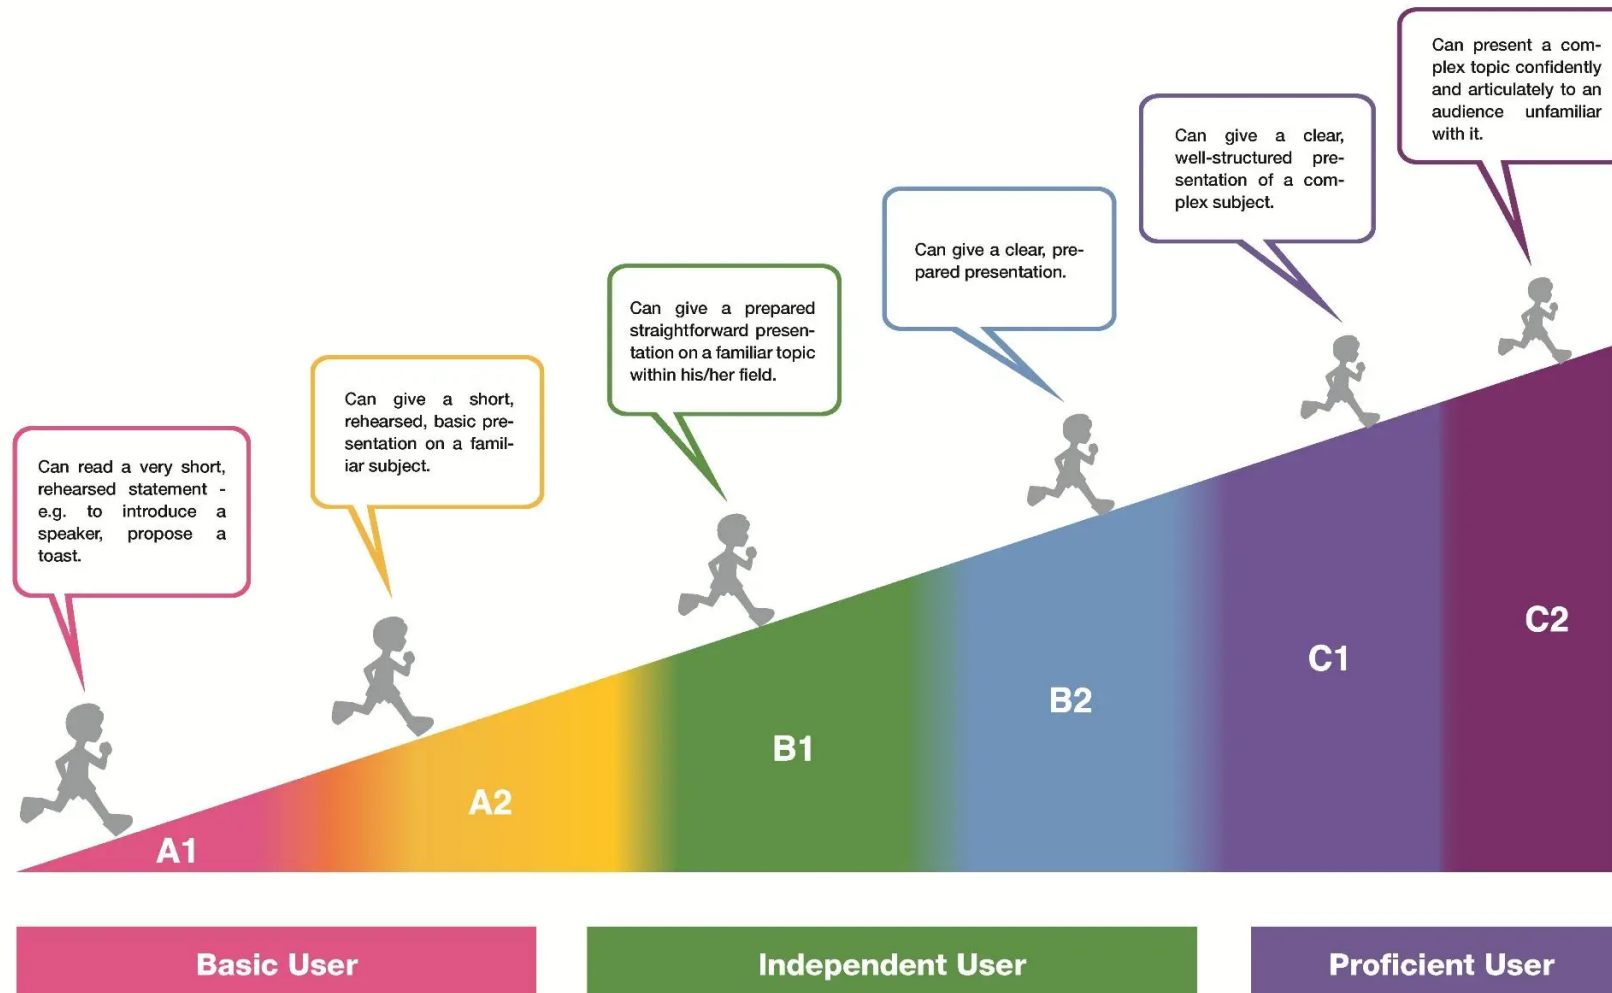 Can read a very short,
rehearsed statement -
e.g. to introduce a
speaker, propose a
toast.
Can give a short,
rehearsed, basic pre-
sentation on a famil-
iar subject.
Can give a prepared
straightforward presen-
tation on a familiar topic
within his/her field.
Can give a clear, pre-
pared presentation.
Can give a clear,
well-structured pre-
sentation of a com-
plex subject.
Can present a com-
plex topic confidently
and articulately to an
audience unfamiliar
with it.
A1
A2
B1
B2
C1
C2
Basic User
Independent User
Proficient User